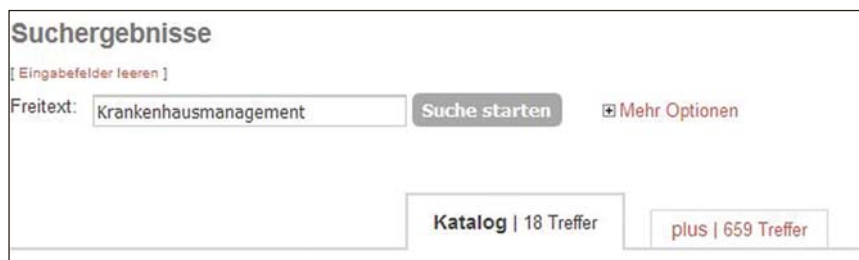 Suchergebnisse
[ Eingabefelder leeren ]
Freitext: Krankenhausmanagement Suche starten Mehr Optionen
Katalog | 18 Treffer plus | 659 Treffer